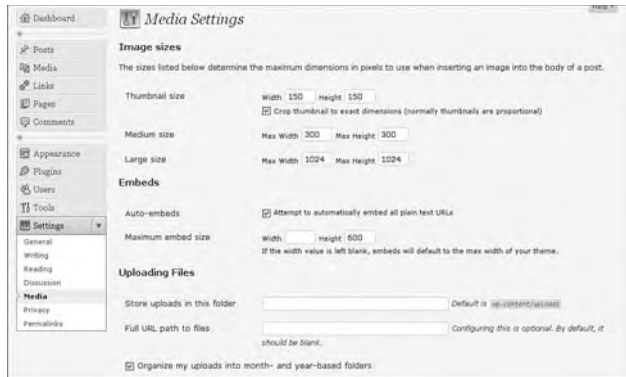 Help
Dashboard
Media Settings
Posts
Media
Links
Pages
Comments
Appearance
Plugins
Users
Tools
Settings
General
Writing
Reading
Discussion
Media
Privacy
Permalinks
Image sizes
The sizes listed below determine the maximum dimensions in pixels to use when inserting an image into the body of a post.
Thumbnail size Width 150 Height 150
Crop thumbnail to exact dimensions (normally thumbnails are proportional)
Medium size Max Width 300 Max Height 300
Large size Max Width 1024 Max Height 1024
Embeds
Auto-embeds Attempt to automatically embed all plain text URLs
Maximum embed size Width Height 600
If the width value is left blank, embeds will default to the max width of your theme.
Uploading Files
Store uploads in this folder Default is wp-content/uploads
Full URL path to files Configuring this is optional. By default, it
should be blank.
Organize my uploads into month- and year-based folders